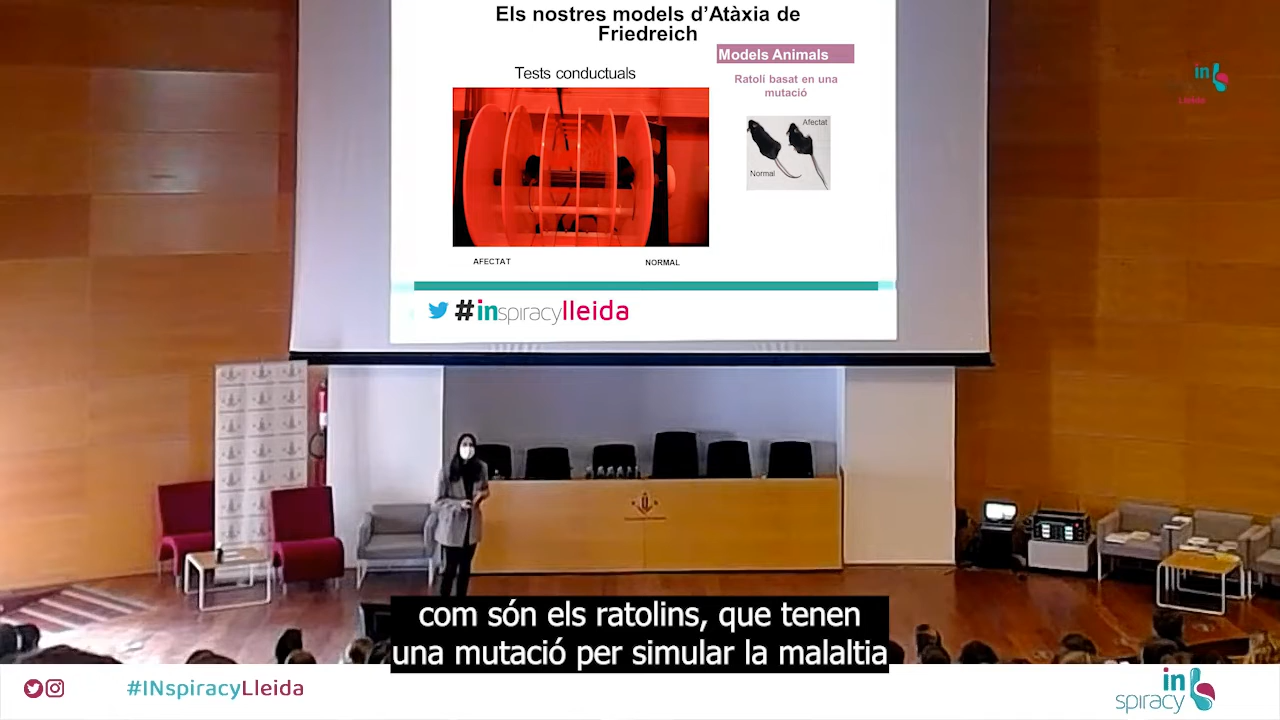 Els nostres models d'Atàxia de
Friedreich
Models Animals
Tests conductuals
Ratolí basat en una
mutació
Afectat
Normal
AFECTAT
NORMAL
#inspiracylleida
in
Lleida
com són els ratolins, que tenen
una mutació per simular la malaltia
#INspiracyLleida
in
spiracy